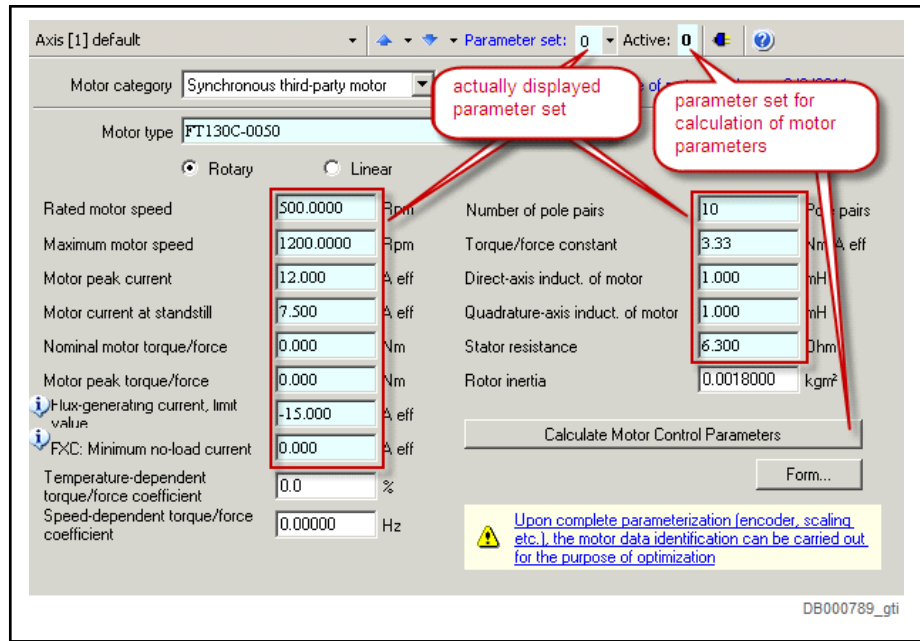 Axis [1] default Parameter set: 0 Active: 0
Motor category Synchronous third-party motor
actually displayed
parameter set
parameter set for
calculation of motor
parameters
Motor type FT130C-0050
Rotary Linear
Rated motor speed 500.0000 Rpm
Maximum motor speed 1200.0000 Rpm
Motor peak current 12.000 A eff
Motor current at standstill 7.500 A eff
Nominal motor torque/force 0.000 Nm
Motor peak torque/force 0.000 Nm
Flux-generating current, limit
value -15.000 A eff
FXC: Minimum no-load current 0.000 A eff
Temperature-dependent
torque/force coefficient 0.0 %
Speed-dependent torque/force
coefficient 0.00000 Hz
Number of pole pairs 10 Pole pairs
Torque/force constant 3.33 Nm/A eff
Direct-axis induct. of motor 1.000 mH
Quadrature-axis induct. of motor 1.000 mH
Stator resistance 6.300 Ohm
Rotor inertia 0.0018000 kgm²
Calculate Motor Control Parameters
Form...
Upon complete parameterization (encoder, scaling
etc.), the motor data identification can be carried out
for the purpose of optimization
DB000789_gti